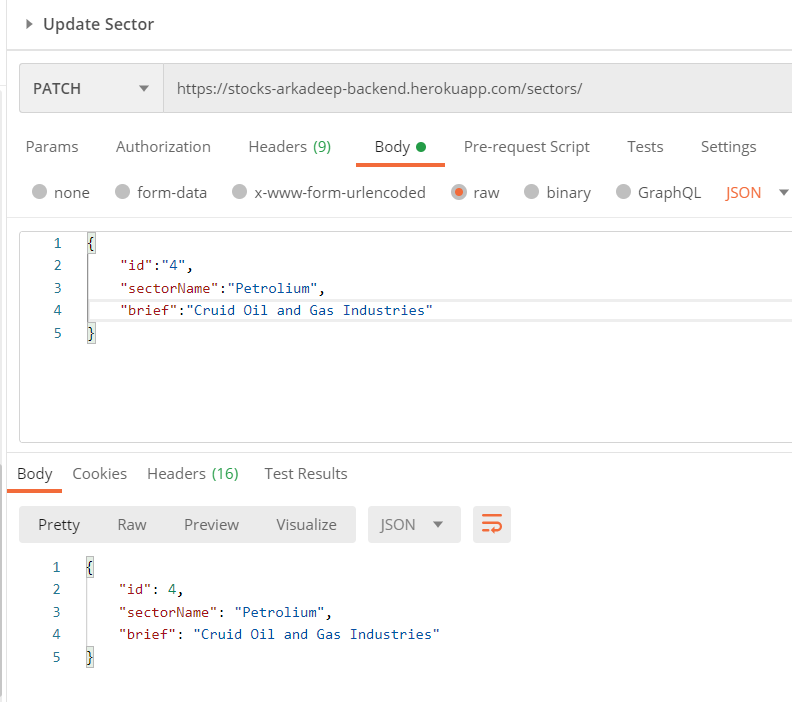 Update Sector
PATCH https://stocks-arkadeep-backend.herokuapp.com/sectors/
Params Authorization Headers (9) Body Pre-request Script Tests Settings
none form-data x-www-form-urlencoded raw binary GraphQL JSON
1 {
2 "id":"4",
3 "sectorName":"Petrolium",
4 "brief":"Cruid Oil and Gas Industries"
5 }
Body Cookies Headers (16) Test Results
Pretty Raw Preview Visualize JSON
1 {
2 "id": 4,
3 "sectorName": "Petrolium",
4 "brief": "Cruid Oil and Gas Industries"
5 }